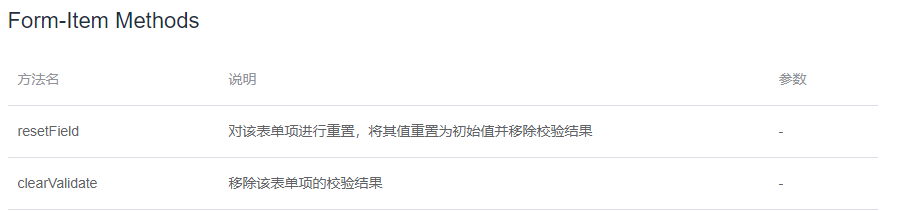 Form-Item Methods
方法名 说明 参数
resetField 对该表单项进行重置，将其值重置为初始值并移除校验结果 -
clearValidate 移除该表单项的校验结果 -